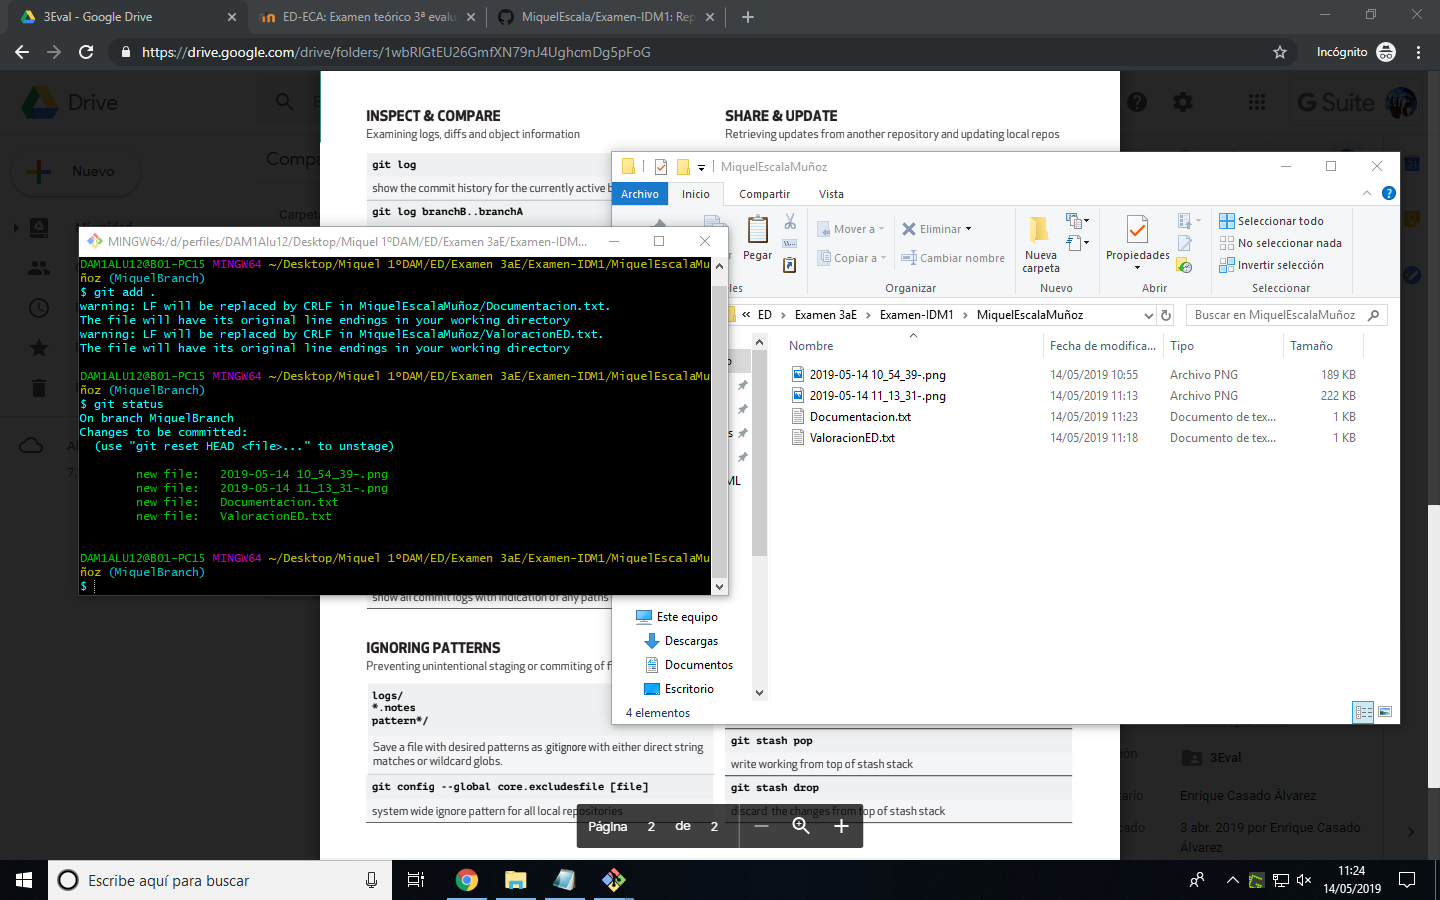 3Eval - Google Drive
ED-ECA: Examen teórico 3ª evalu
MiquelEscala/Examen-IDM1: Rep
https://drive.google.com/drive/folders/1wbRlGtEU26GmfXN79nJ4UghcmDg5pFoG
Incógnito
Drive
G Suite
Nuevo
Compa
Carpeta
INSPECT & COMPARE
Examining logs, diffs and object information
git log
show the commit history for the currently active b
git log branchB..branchA
SHARE & UPDATE
Retrieving updates from another repository and updating local repos
MINGW64:/d/perfiles/DAM1Alu12/Desktop/Miquel 1ºDAM/ED/Examen 3aE/Examen-IDM...
DAM1ALU12@B01-PC15 MINGW64 ~/Desktop/Miquel 1ºDAM/ED/Examen 3aE/Examen-IDM1/MiquelEscalaMu
ñoz (MiquelBranch)
$ git add .
warning: LF will be replaced by CRLF in MiquelEscalaMuñoz/Documentacion.txt.
The file will have its original line endings in your working directory
warning: LF will be replaced by CRLF in MiquelEscalaMuñoz/ValoracionED.txt.
The file will have its original line endings in your working directory
DAM1ALU12@B01-PC15 MINGW64 ~/Desktop/Miquel 1ºDAM/ED/Examen 3aE/Examen-IDM1/MiquelEscalaMu
ñoz (MiquelBranch)
$ git status
On branch MiquelBranch
Changes to be committed:
(use "git reset HEAD <file>..." to unstage)
new file: 2019-05-14 10_54_39-.png
new file: 2019-05-14 11_13_31-.png
new file: Documentacion.txt
new file: ValoracionED.txt
DAM1ALU12@B01-PC15 MINGW64 ~/Desktop/Miquel 1ºDAM/ED/Examen 3aE/Examen-IDM1/MiquelEscalaMu
ñoz (MiquelBranch)
$
MiquelEscalaMuñoz
Archivo Inicio Compartir Vista
Pegar
Mover a
Copiar a
Eliminar
Cambiar nombre
Organizar
Nueva carpeta
Nuevo
Propiedades
Abrir
Seleccionar todo
No seleccionar nada
Invertir selección
Seleccionar
« ED > Examen 3aE > Examen-IDM1 > MiquelEscalaMuñoz
Buscar en MiquelEscalaMuñoz
Nombre Fecha de modifica... Tipo Tamaño
2019-05-14 10_54_39-.png 14/05/2019 10:55 Archivo PNG 189 KB
2019-05-14 11_13_31-.png 14/05/2019 11:13 Archivo PNG 222 KB
Documentacion.txt 14/05/2019 11:23 Documento de tex... 1 KB
ValoracionED.txt 14/05/2019 11:18 Documento de tex... 1 KB
ML
Este equipo
Descargas
Documentos
Escritorio
4 elementos
show all commit logs with indication of any paths
IGNORING PATTERNS
Preventing unintentional staging or commiting of f
logs/
*.notes
pattern*/
Save a file with desired patterns as .gitignore with either direct string
matches or wildcard globs.
git config --global core.excludesfile [file]
system wide ignore pattern for all local repositories
git stash pop
write working from top of stash stack
git stash drop
discard the changes from top of stash stack
Página 2 de 2
3Eval
Enrique Casado Álvarez
3 abr. 2019 por Enrique Casado
Álvarez
Escribe aquí para buscar
11:24
14/05/2019